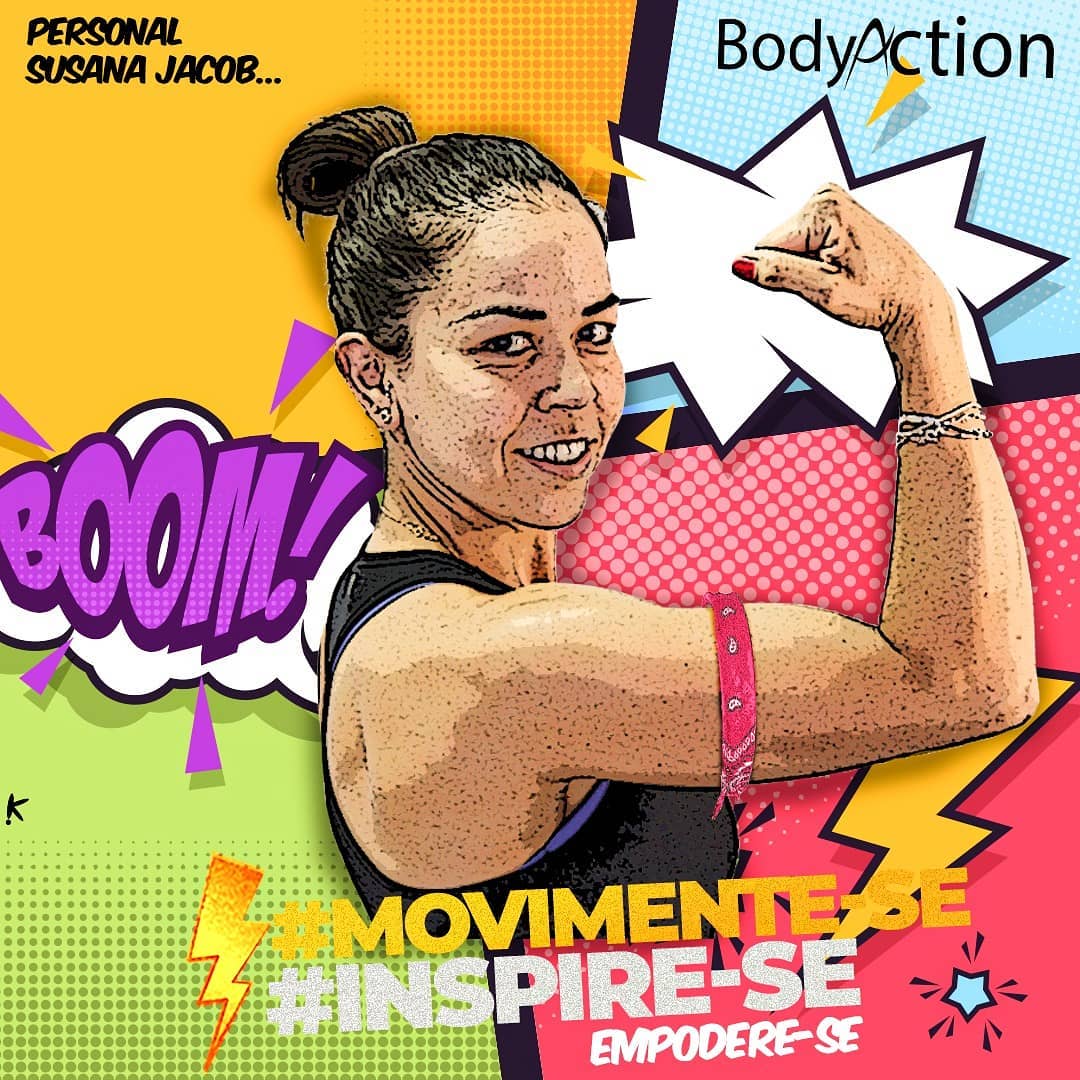 PERSONAL
SUSANA JACOB...
BodyAction
BOOM!
K
#MOVIMENTE-SE
#INSPIRE-SE
EMPODERE-SE